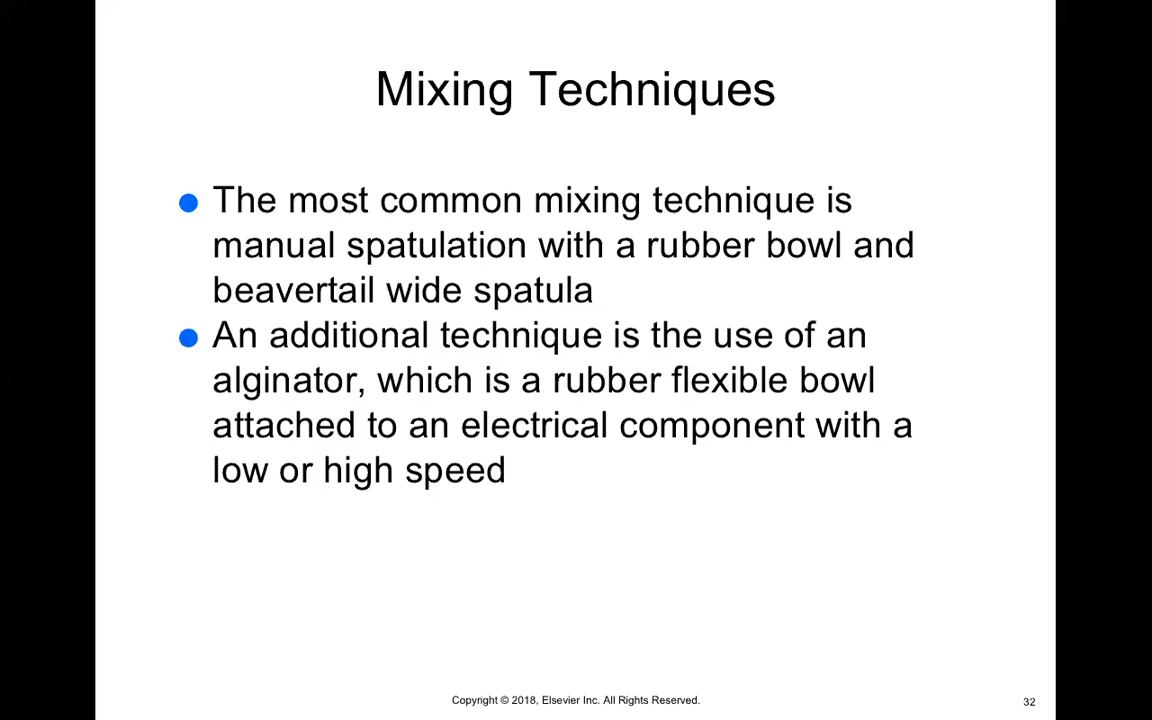 Mixing Techniques
The most common mixing technique is
manual spatulation with a rubber bowl and
beavertail wide spatula
An additional technique is the use of an
alginator, which is a rubber flexible bowl
attached to an electrical component with a
low or high speed
Copyright © 2018, Elsevier Inc. All Rights Reserved.
32